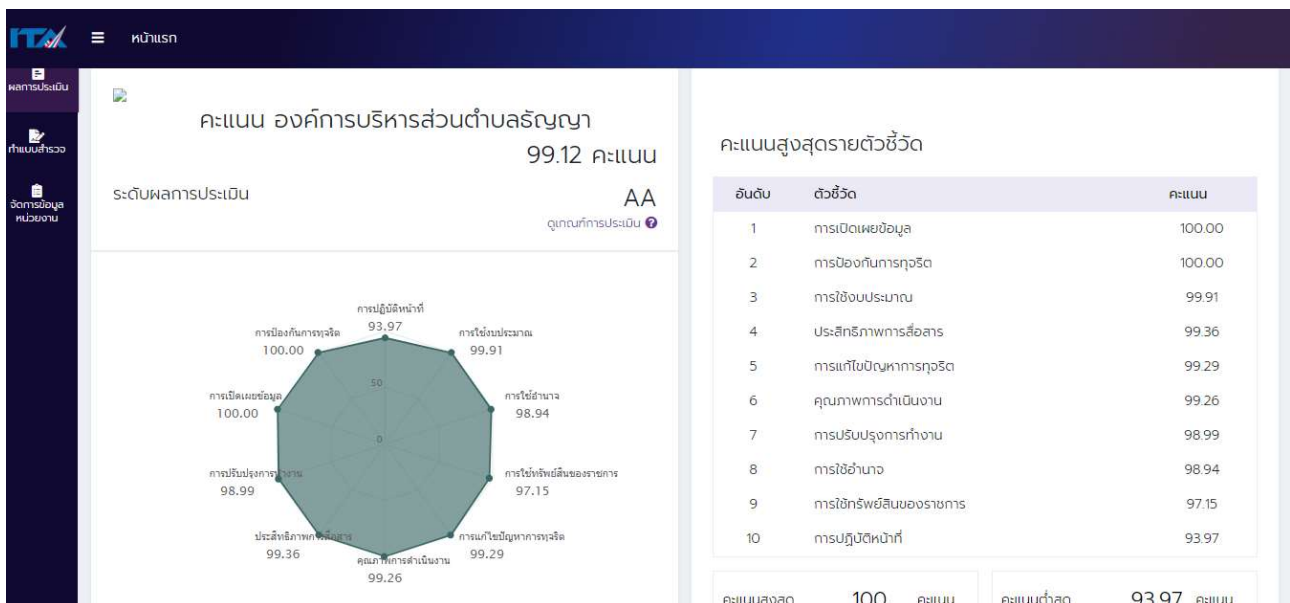 ITA หน้าแรก
ผลการประเมิน
ทำแบบสำรวจ
จัดการข้อมูล
หน่วยงาน
คะแนน องค์การบริหารส่วนตำบลธัญญา
99.12 คะแนน
ระดับผลการประเมิน AA
ดูเกณฑ์การประเมิน ?
การปฏิบัติหน้าที่
93.97
การป้องกันการทุจริต
100.00
การใช้งบประมาณ
99.91
การเปิดเผยข้อมูล
100.00
50
การใช้อำนาจ
98.94
0
การปรับปรุงการทำงาน
98.99
การใช้ทรัพย์สินของราชการ
97.15
ประสิทธิภาพการสื่อสาร
99.36
การแก้ไขปัญหาการทุจริต
99.29
คุณภาพการดำเนินงาน
99.26
คะแนนสูงสุดรายตัวชี้วัด
อันดับ ตัวชี้วัด คะแนน
1 การเปิดเผยข้อมูล 100.00
2 การป้องกันการทุจริต 100.00
3 การใช้งบประมาณ 99.91
4 ประสิทธิภาพการสื่อสาร 99.36
5 การแก้ไขปัญหาการทุจริต 99.29
6 คุณภาพการดำเนินงาน 99.26
7 การปรับปรุงการทำงาน 98.99
8 การใช้อำนาจ 98.94
9 การใช้ทรัพย์สินของราชการ 97.15
10 การปฏิบัติหน้าที่ 93.97
คะแนนสูงสุด 100 คะแนน คะแนนต่ำสุด 93.97 คะแนน